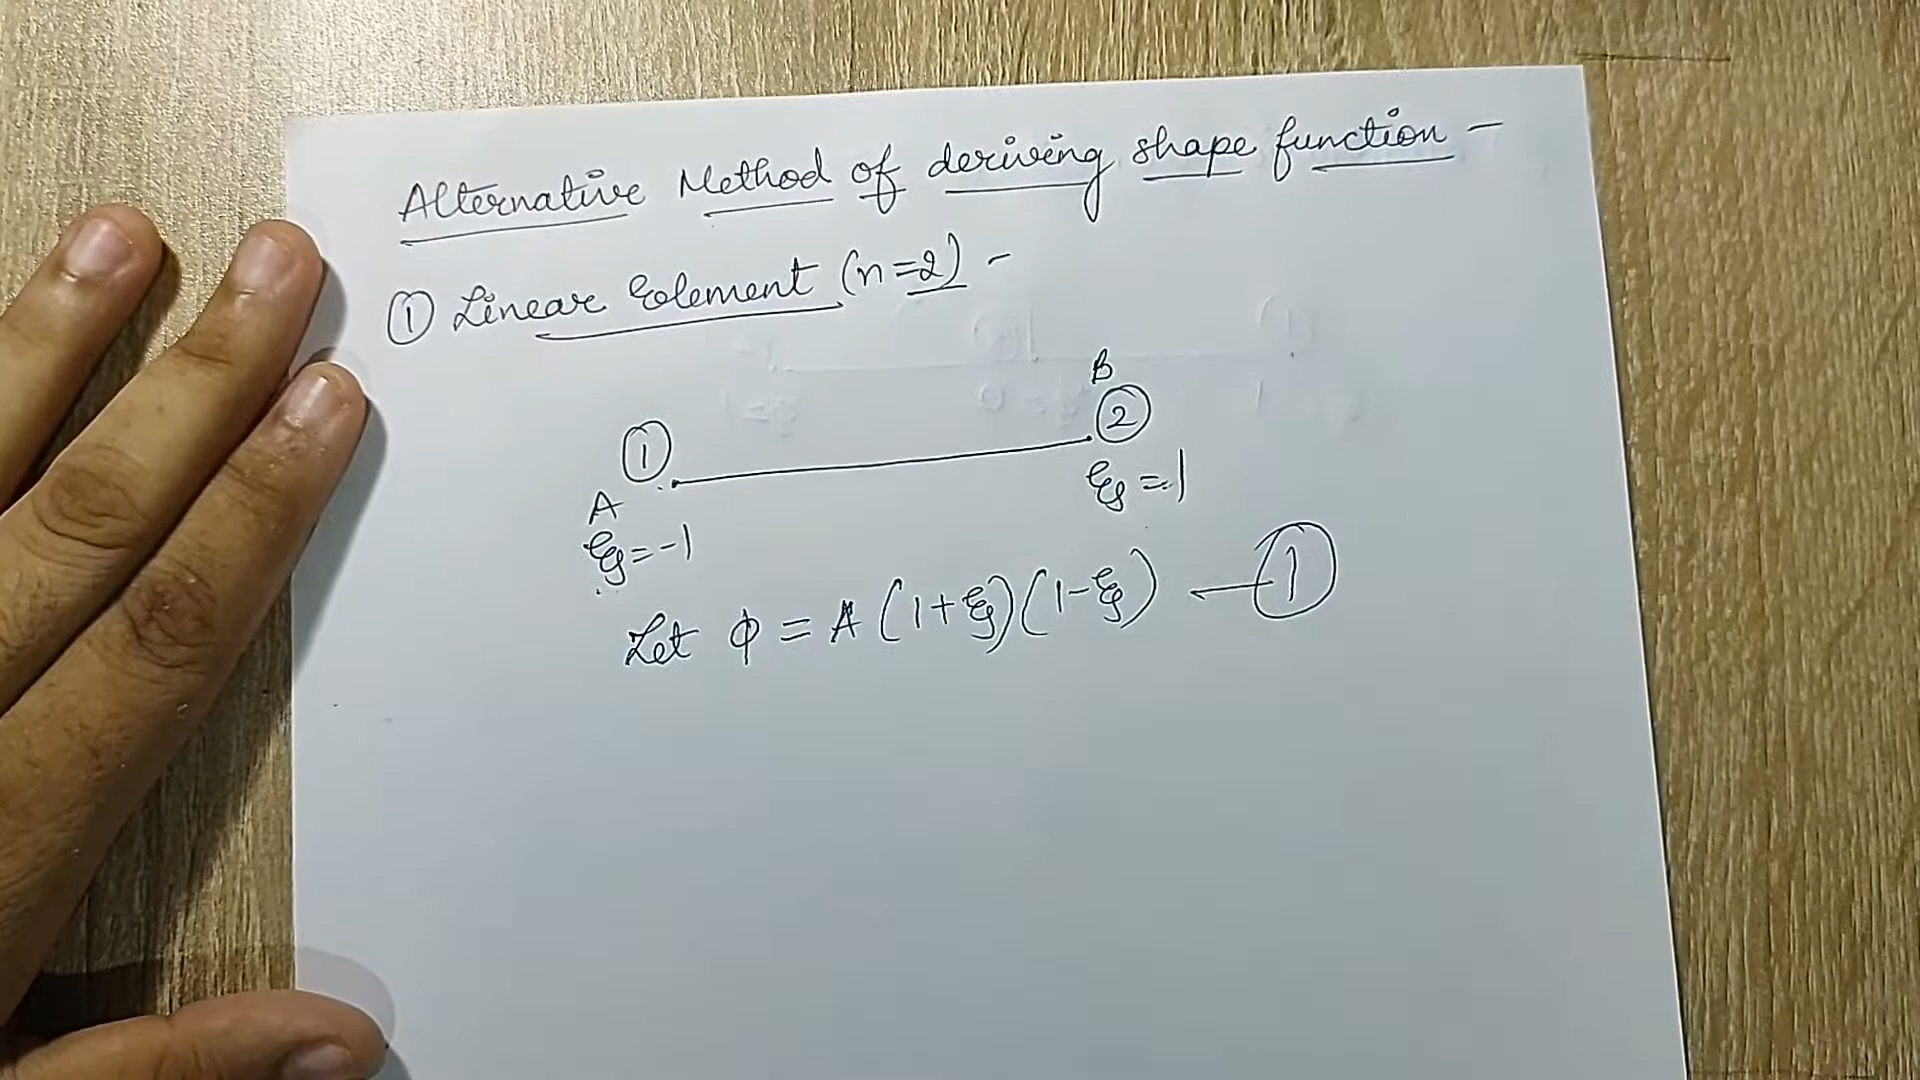 Alternative Method of deriving shape function -
① Linear Element (n=2) -
B
① ②
A
ξ = 1
ξ = -1
Let φ = A (1+ξ)(1-ξ) — ①